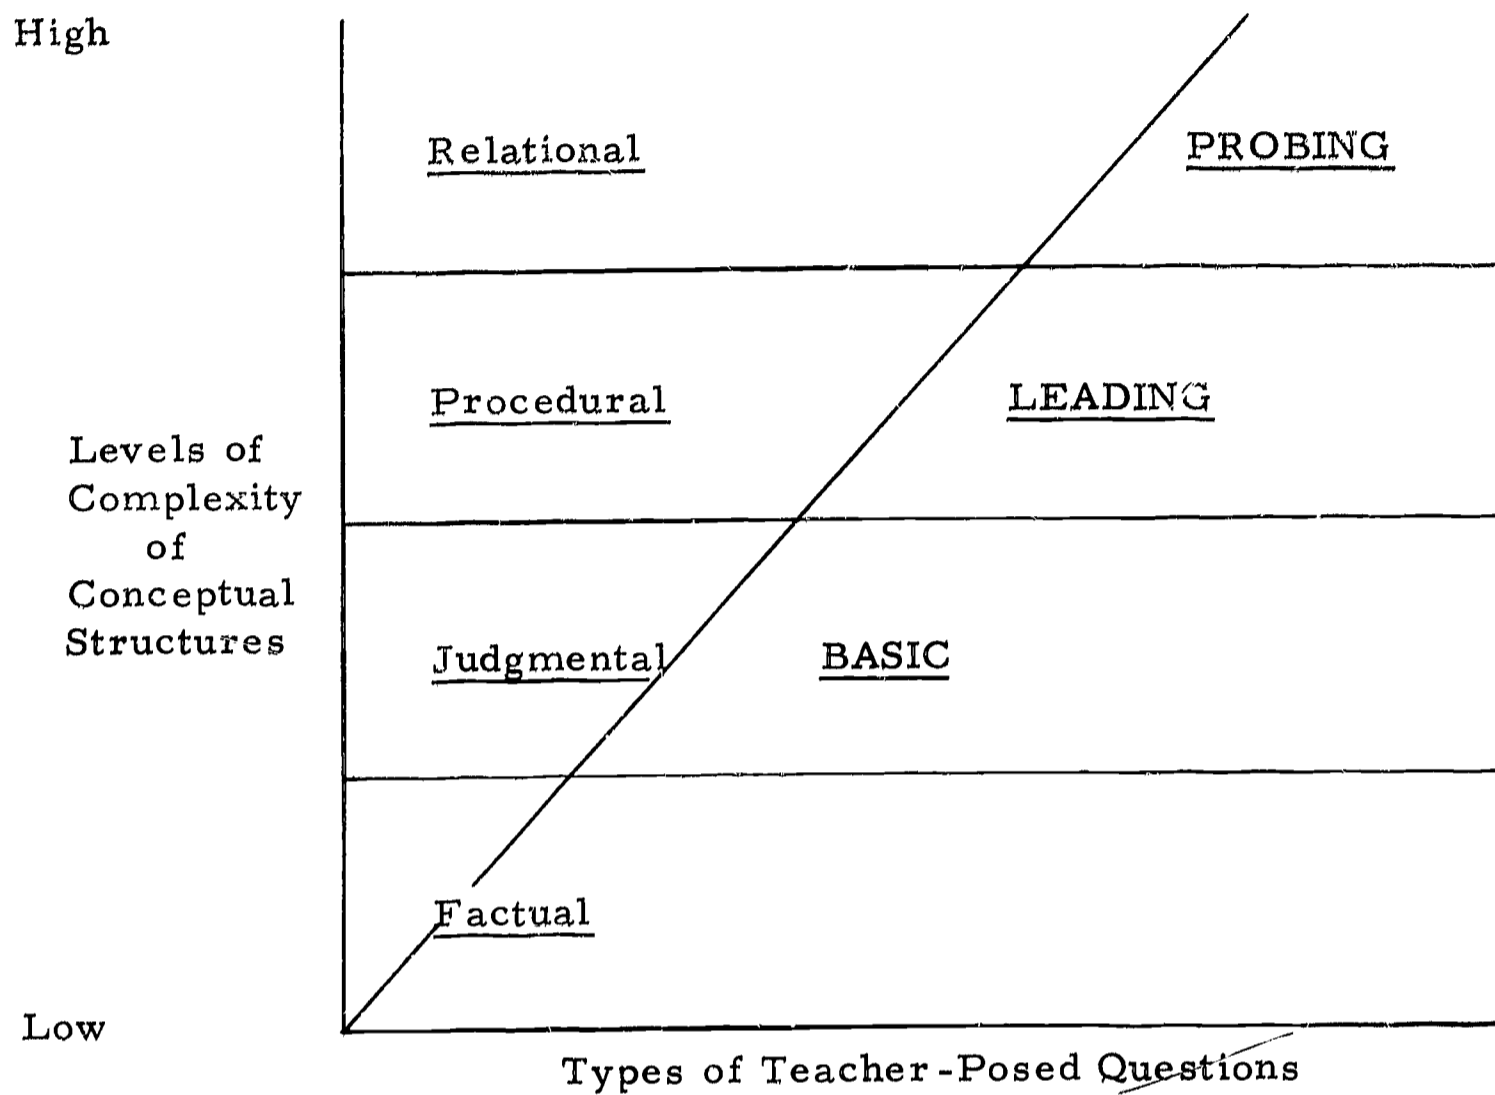 High
Relational PROBING
Procedural LEADING
Levels of
Complexity
of
Conceptual
Structures
Judgmental BASIC
Factual
Low
Types of Teacher-Posed Questions